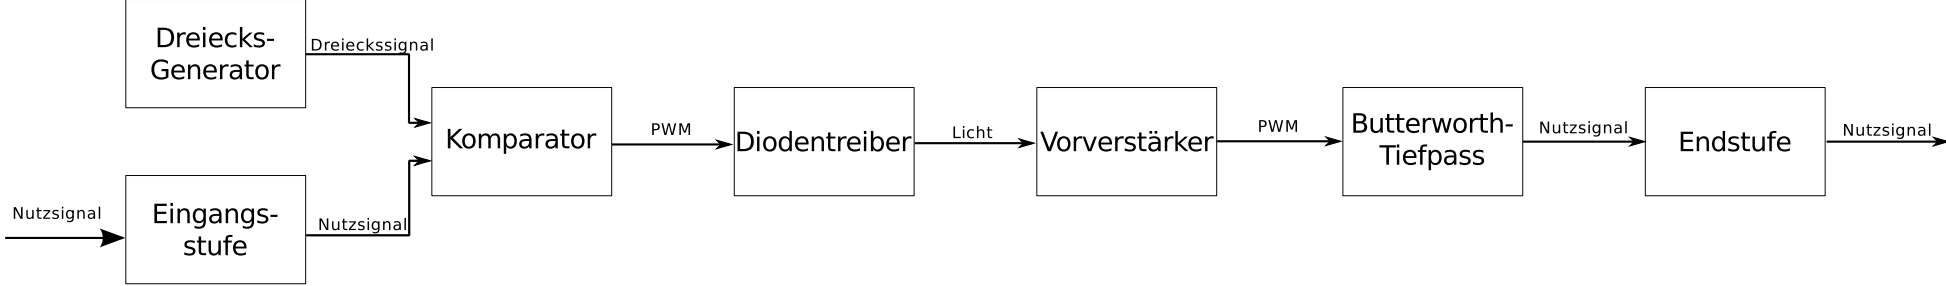 Dreiecks-
Generator
Dreieckssignal
Nutzsignal
Eingangs-
stufe
Nutzsignal
Komparator
PWM
Diodentreiber
Licht
Vorverstärker
PWM
Butterworth-
Tiefpass
Nutzsignal
Endstufe
Nutzsignal